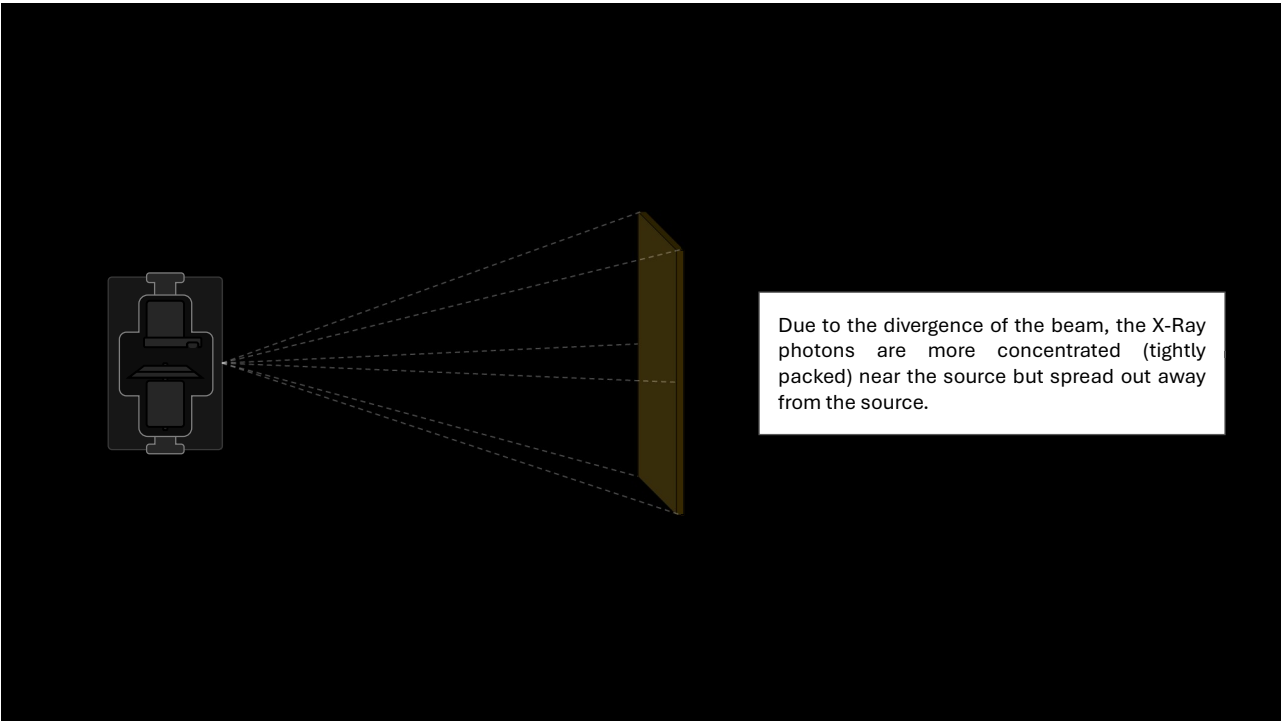 Due to the divergence of the beam, the X-Ray
photons are more concentrated (tightly
packed) near the source but spread out away
from the source.